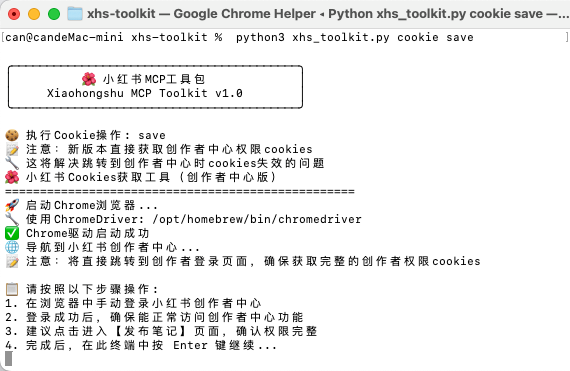 xhs-toolkit — Google Chrome Helper ◂ Python xhs_toolkit.py cookie save —...
[can@candeMac-mini xhs-toolkit %  python3 xhs_toolkit.py cookie save ]
🌺 小红书MCP工具包
Xiaohongshu MCP Toolkit v1.0
🍪 执行Cookie操作: save
📝 注意：新版本直接获取创作者中心权限cookies
🔧 这将解决跳转到创作者中心时cookies失效的问题
🌺 小红书Cookies获取工具（创作者中心版）
==================================================
🚀 启动Chrome浏览器...
🔧 使用ChromeDriver: /opt/homebrew/bin/chromedriver
✅ Chrome驱动启动成功
🌐 导航到小红书创作者中心...
📝 注意：将直接跳转到创作者登录页面，确保获取完整的创作者权限cookies
📋 请按照以下步骤操作:
1. 在浏览器中手动登录小红书创作者中心
2. 登录成功后，确保能正常访问创作者中心功能
3. 建议点击进入【发布笔记】页面，确认权限完整
4. 完成后，在此终端中按 Enter 键继续...